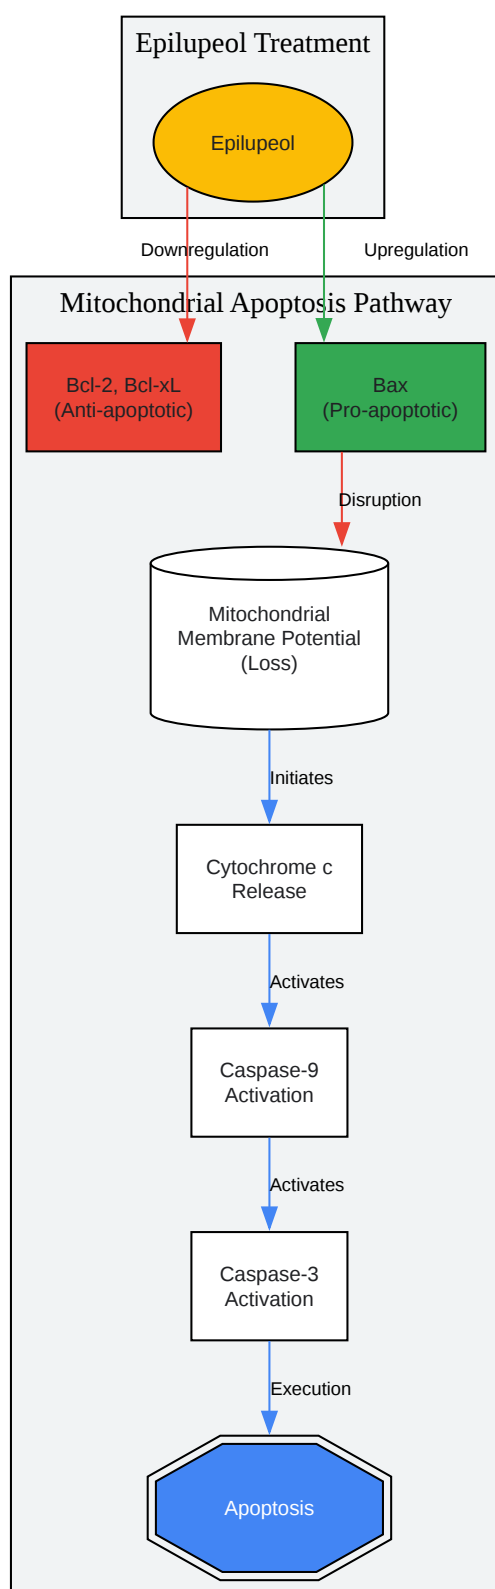 Epilupeol Treatment
Epilupeol
Downregulation
Upregulation
Mitochondrial Apoptosis Pathway
Bcl-2, Bcl-xL
(Anti-apoptotic)
Bax
(Pro-apoptotic)
Disruption
Mitochondrial
Membrane Potential
(Loss)
Initiates
Cytochrome c
Release
Activates
Caspase-9
Activation
Activates
Caspase-3
Activation
Execution
Apoptosis